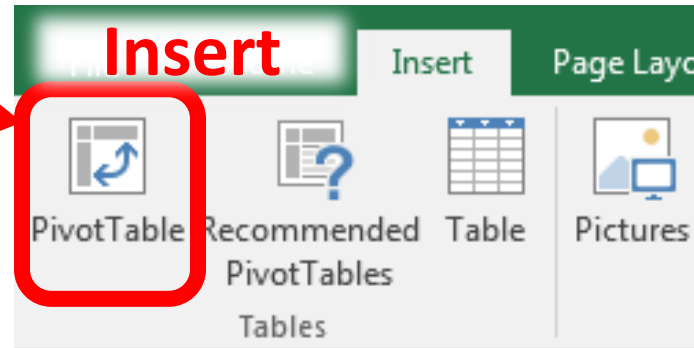 Insert
Insert Page Layo
PivotTable Recommended PivotTables Table Pictures
Tables